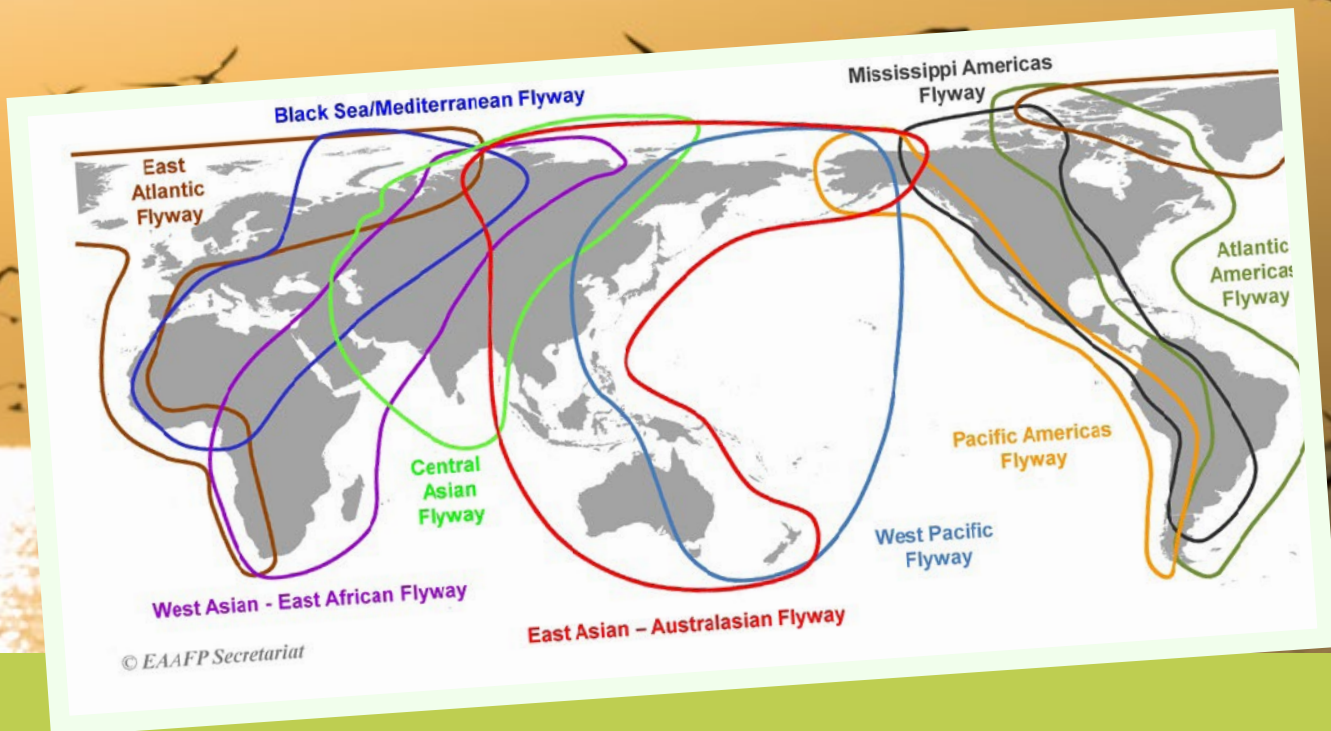 Mississippi Americas
Flyway
Black Sea/Mediterranean Flyway
East
Atlantic
Flyway
Atlantic
Americas
Flyway
Pacific Americas
Flyway
Central
Asian
Flyway
West Pacific
Flyway
West Asian - East African Flyway
East Asian – Australasian Flyway
© EAAFP Secretariat